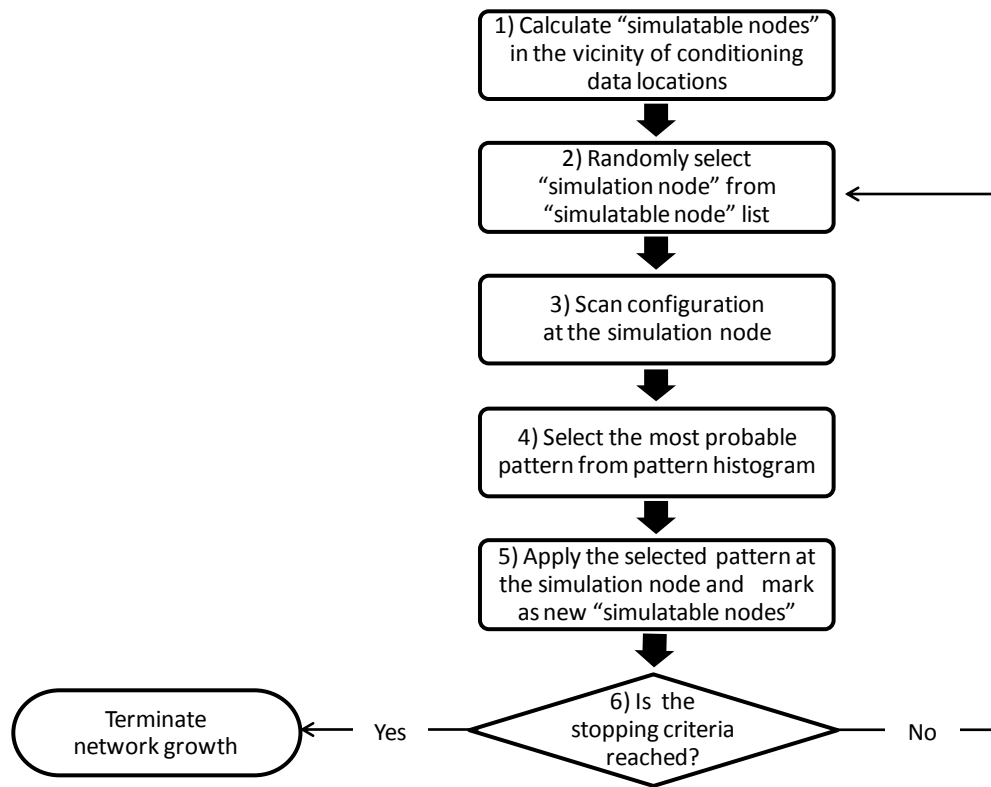 1) Calculate “simulatable nodes”
in the vicinity of conditioning
data locations
2) Randomly select
“simulation node” from
“simulatable node” list
3) Scan configuration
at the simulation node
4) Select the most probable
pattern from pattern histogram
5) Apply the selected pattern at
the simulation node and mark
as new “simulatable nodes”
6) Is the
stopping criteria
reached?
Yes
No
Terminate
network growth